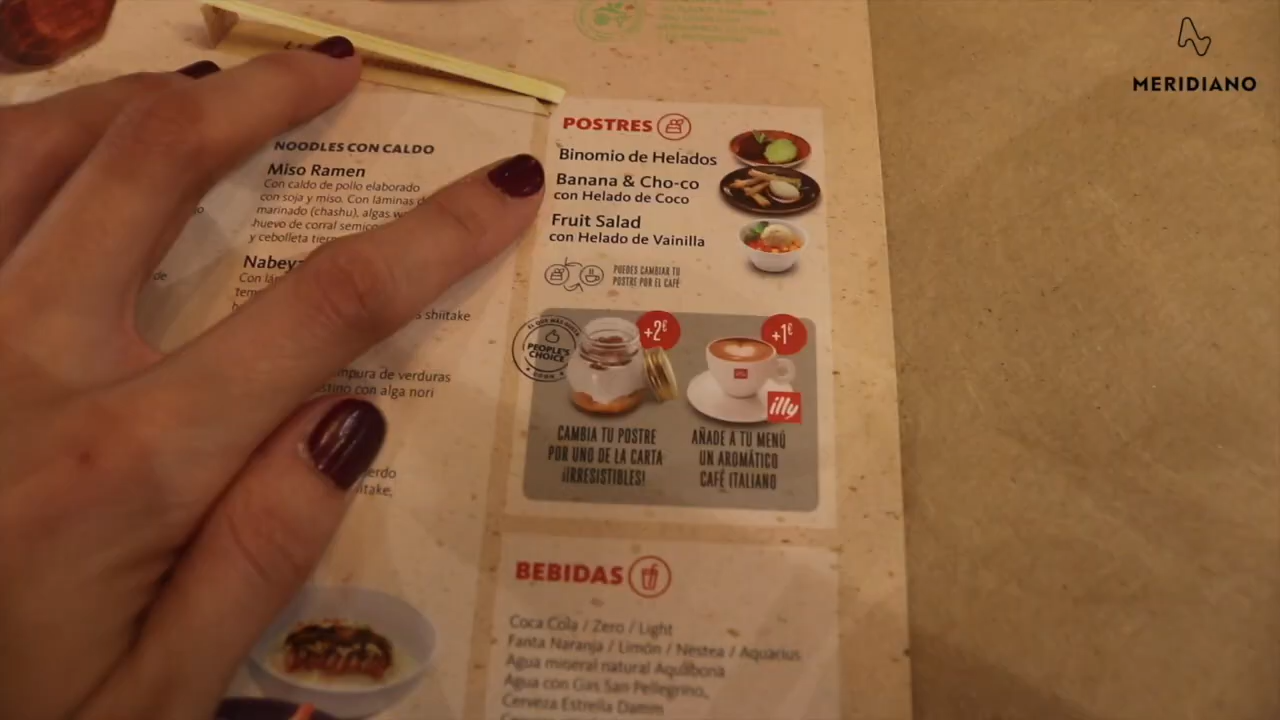 MERIDIANO
NOODLES CON CALDO
Miso Ramen
Con caldo de pollo elaborado
con soja y miso. Con láminas
marinado (chashu), algas
huevo de corral
y cebolleta
Con
shiitake
de verduras
con alga nori
de
POSTRES
Binomio de Helados
Banana & Cho-co
con Helado de Coco
Fruit Salad
con Helado de Vainilla
PUEDES CAMBIAR TU
POSTRE POR EL CAFÉ
PEOPLE'S
CHOICE
+2€
CAMBIA TU POSTRE
POR UNO DE LA CARTA
¡IRRESISTIBLES!
+1€
illy
AÑADE A TU MENÚ
UN AROMÁTICO
CAFÉ ITALIANO
BEBIDAS
Coca Cola / Zero / Light
Fanta Naranja / Limón / Nestea / Aquarius
Agua mineral natural Aquabona
Agua con Gas San Pellegrino,
Cerveza Estrella Damm